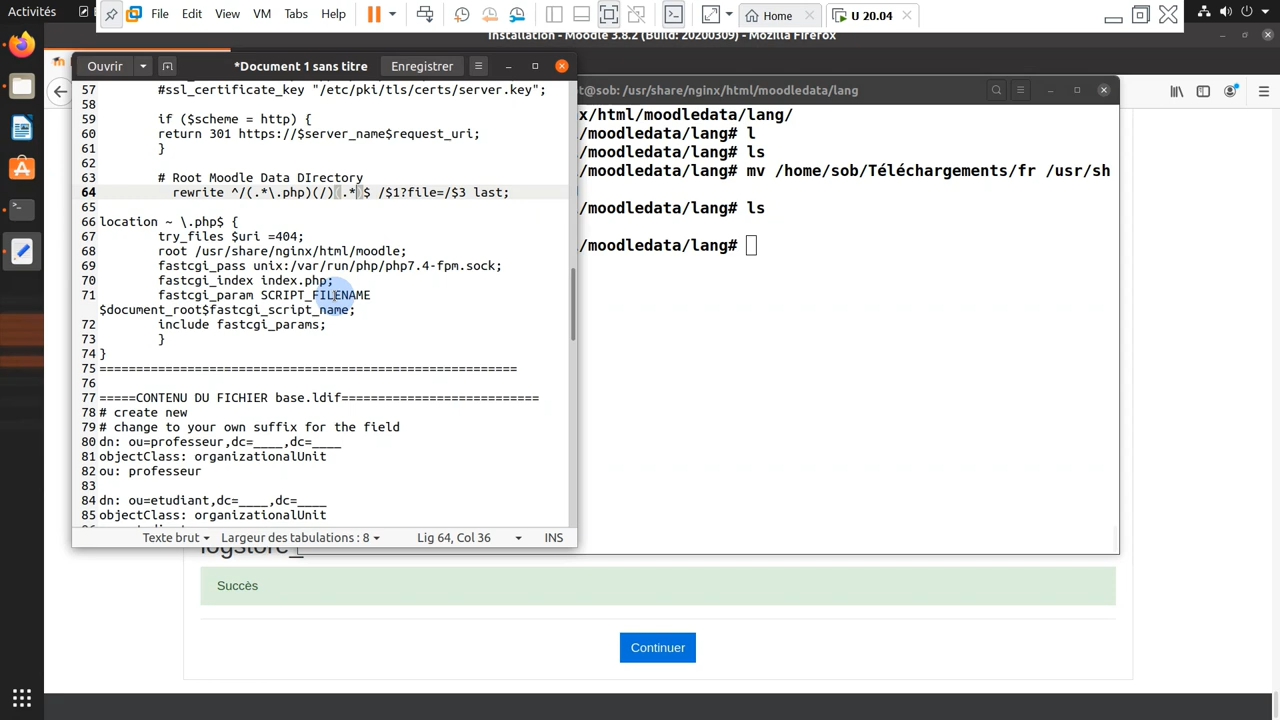 Activités
File Edit View VM Tabs Help
Home
U 20.04
Installation - Moodle 3.8.2 (Build: 20200309) - Mozilla Firefox
Ouvrir
*Document 1 sans titre
Enregistrer
57 #ssl_certificate_key "/etc/pki/tls/certs/server.key";
58
59 if ($scheme = http) {
60 return 301 https://$server_name$request_uri;
61 }
62
63 # Root Moodle Data DIrectory
64 rewrite ^/(.*\.php)(/)(.*)$ /$1?file=/$3 last;
65
66 location ~ \.php$ {
67 try_files $uri =404;
68 root /usr/share/nginx/html/moodle;
69 fastcgi_pass unix:/var/run/php/php7.4-fpm.sock;
70 fastcgi_index index.php;
71 fastcgi_param SCRIPT_FILENAME
$document_root$fastcgi_script_name;
72 include fastcgi_params;
73 }
74 }
75 =========================================================
76
77 =====CONTENU DU FICHIER base.ldif===========================
78 # create new
79 # change to your own suffix for the field
80 dn: ou=professeur,dc=____,dc=____
81 objectClass: organizationalUnit
82 ou: professeur
83
84 dn: ou=etudiant,dc=____,dc=____
85 objectClass: organizationalUnit
Texte brut
Largeur des tabulations : 8
Lig 64, Col 36
INS
t@sob: /usr/share/nginx/html/moodledata/lang
x/html/moodledata/lang/
/moodledata/lang# l
/moodledata/lang# ls
/moodledata/lang# mv /home/sob/Téléchargements/fr /usr/sh
/moodledata/lang# ls
/moodledata/lang#
logstore_
Succès
Continuer